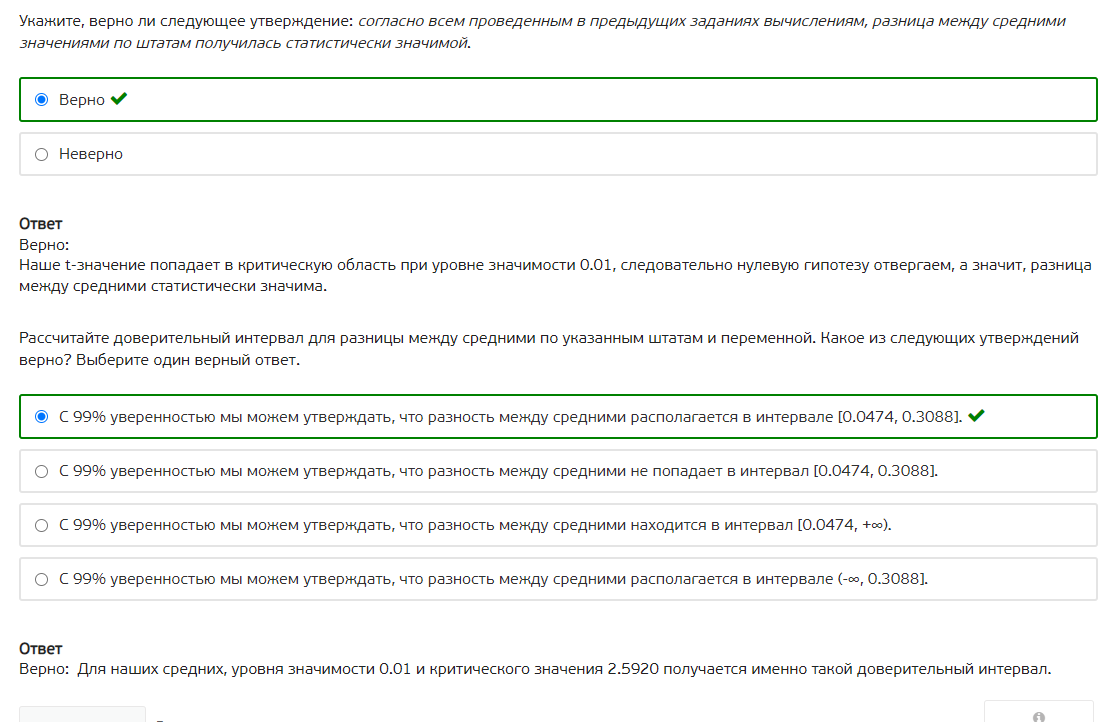 Укажите, верно ли следующее утверждение: согласно всем проведенным в предыдущих заданиях вычислениям, разница между средними
значениями по штатам получилась статистически значимой.
Верно
Неверно
Ответ
Верно:
Наше t-значение попадает в критическую область при уровне значимости 0.01, следовательно нулевую гипотезу отвергаем, а значит, разница
между средними статистически значима.
Рассчитайте доверительный интервал для разницы между средними по указанным штатам и переменной. Какое из следующих утверждений
верно? Выберите один верный ответ.
С 99% уверенностью мы можем утверждать, что разность между средними располагается в интервале [0.0474, 0.3088].
С 99% уверенностью мы можем утверждать, что разность между средними не попадает в интервал [0.0474, 0.3088].
С 99% уверенностью мы можем утверждать, что разность между средними находится в интервал [0.0474, +∞).
С 99% уверенностью мы можем утверждать, что разность между средними располагается в интервале (-∞, 0.3088].
Ответ
Верно: Для наших средних, уровня значимости 0.01 и критического значения 2.5920 получается именно такой доверительный интервал.